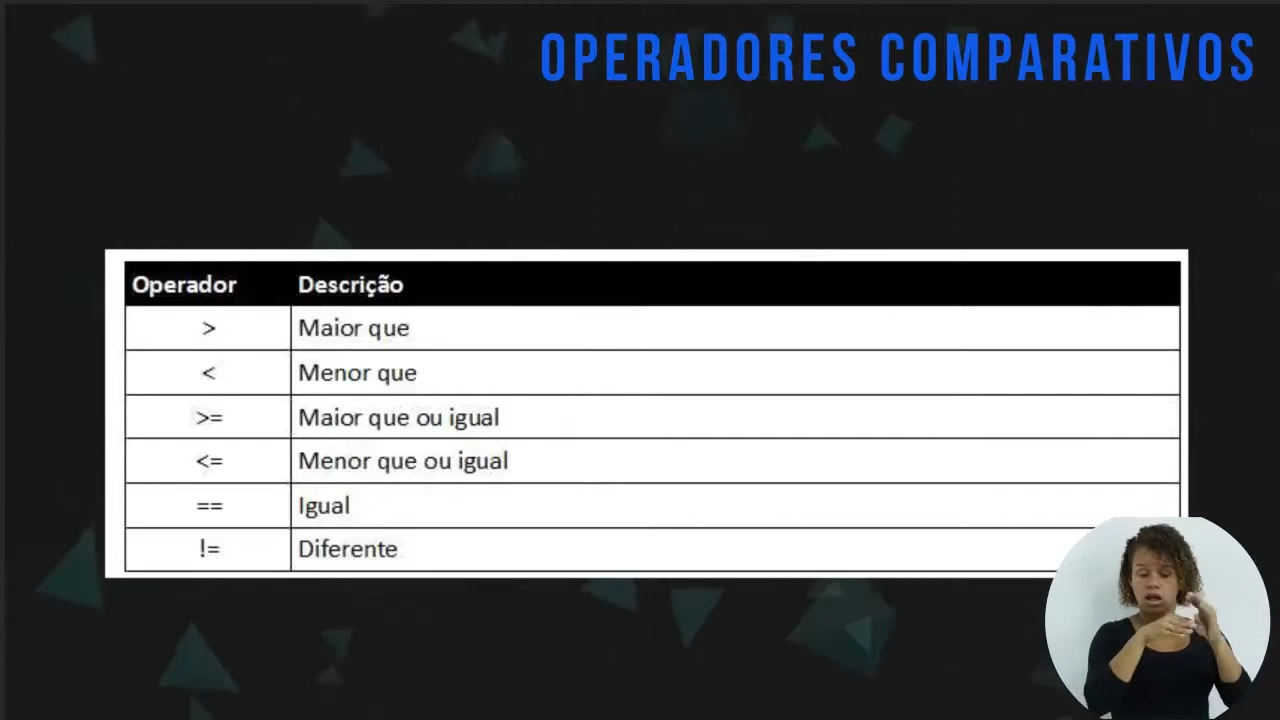 OPERADORES COMPARATIVOS
Operador Descrição
> Maior que
< Menor que
>= Maior que ou igual
<= Menor que ou igual
== Igual
!= Diferente